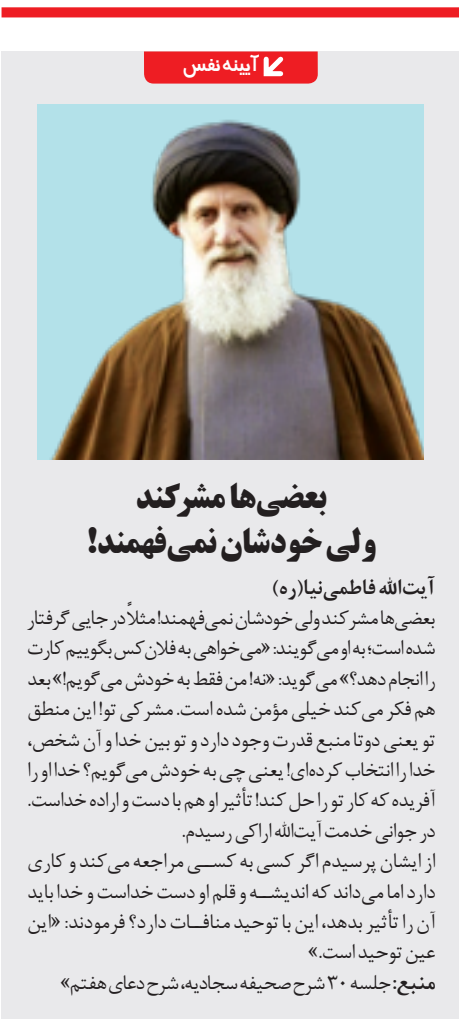 آیینه نفس
بعضی‌ها مشرکند
ولی خودشان نمی‌فهمند!
آیت‌الله فاطمی‌نیا(ره)
بعضی‌ها مشرکند ولی خودشان نمی‌فهمند! مثلاً در جایی گرفتار
شده است؛ به او می‌گویند: «می‌خواهی به فلان کس بگوییم کارت
را انجام دهد؟» می‌گوید: «نه! من فقط به خودش می‌گویم!» بعد
هم فکر می‌کند خیلی مؤمن شده است. مشرکی تو! این منطق
تو یعنی دو تا منبع قدرت وجود دارد و تو بین خدا و آن شخص،
خدا را انتخاب کرده‌ای! یعنی چی به خودش می‌گویم؟ خدا او را
آفریده که کار تو را حل کند! تأثیر او هم با دست و اراده خداست.
در جوانی خدمت آیت‌الله اراکی رسیدم.
از ایشان پرسیدم اگر کسی به کســی مراجعه می‌کند و کاری
دارد اما می‌داند که اندیشــه و قلم او دست خداست و خدا باید
آن را تأثیر بدهد، این با توحید منافــات دارد؟ فرمودند: «این
عین توحید است.»
منبع: جلسه ۳۰ شرح صحیفه سجادیه، شرح دعای هفتم»